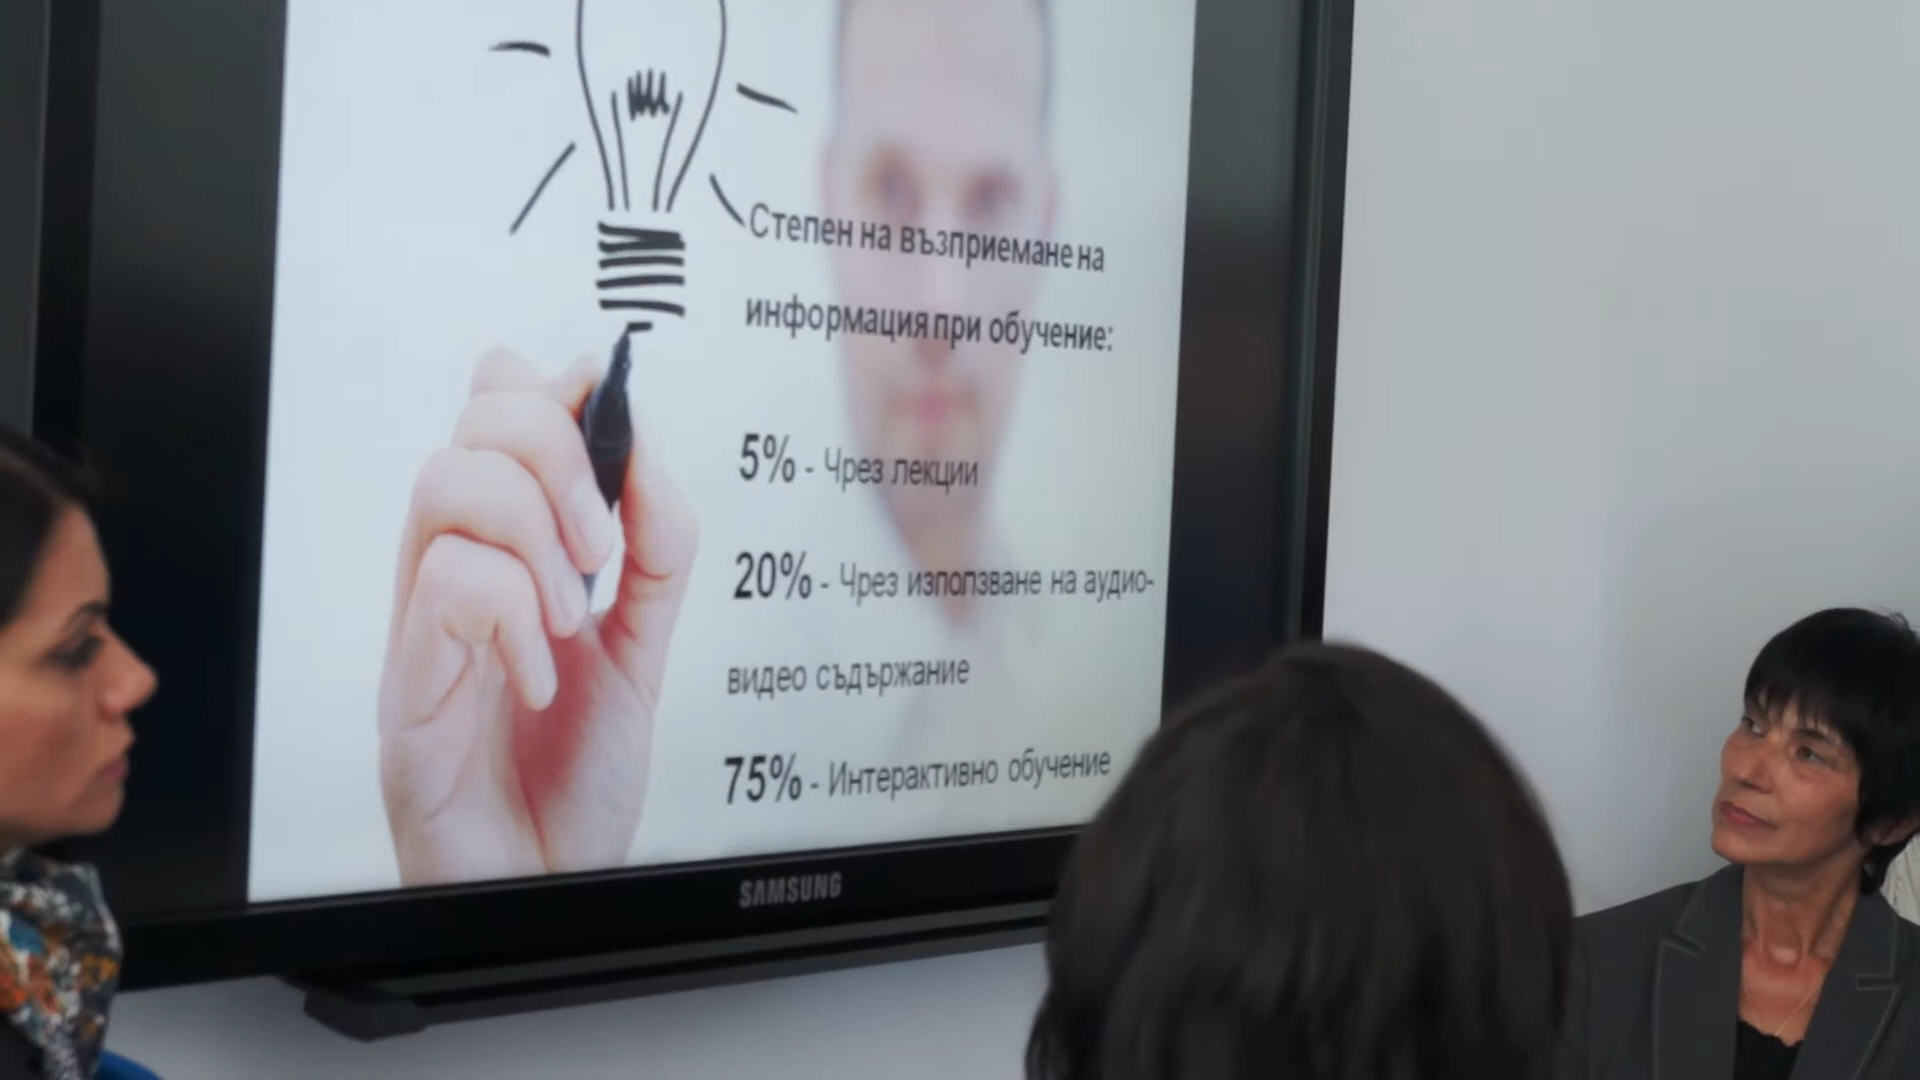 Степен на възприемане на
информация при обучение:
5% - Чрез лекции
20% - Чрез използване на аудио-
видео съдържание
75% - Интерактивно обучение
SAMSUNG